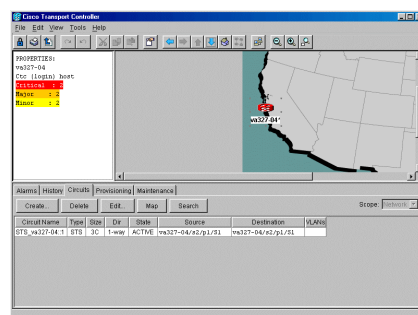 Cisco Transport Controller
File Edit View Tools Help
PROPERTIES:
va327-04
Ctc (login) host
Critical : 2
Major : 2
Minor : 2
va327-04*
Alarms History Circuits Provisioning Maintenance
Create... Delete Edit... Map Search Scope: Network
Circuit Name Type Size Dir State Source Destination VLANs
STS_va327-04::1 STS 3C 1-way ACTIVE va327-04/s2/p1/S1 va327-04/s2/p1/S1